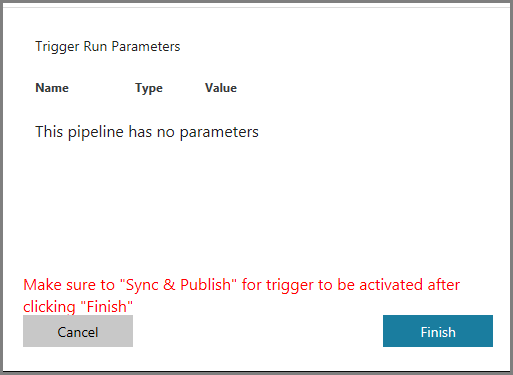 Trigger Run Parameters
Name Type Value
This pipeline has no parameters
Make sure to "Sync & Publish" for trigger to be activated after
clicking "Finish"
Cancel Finish